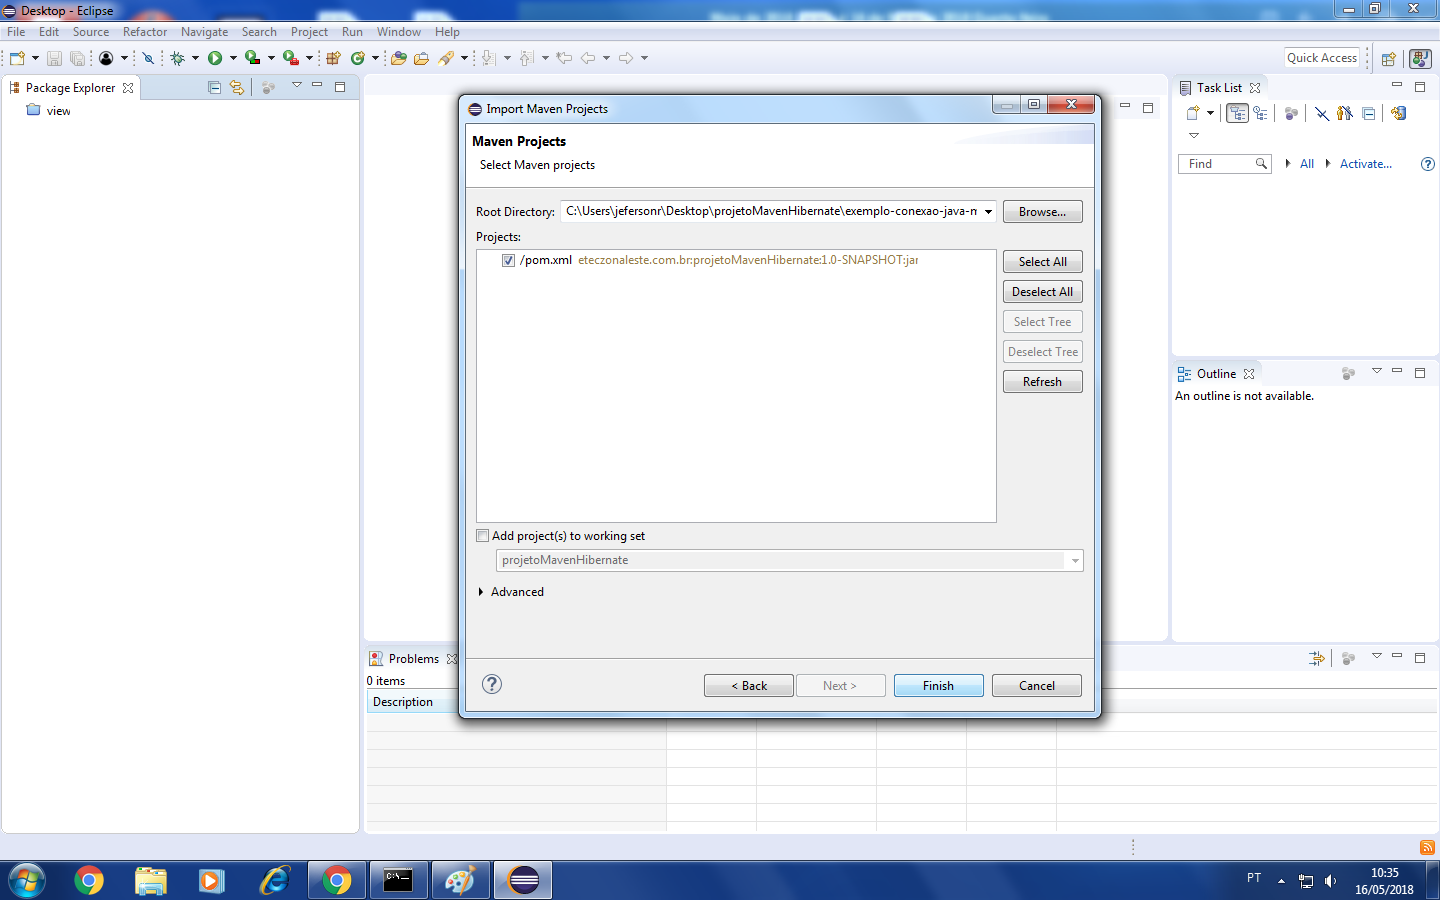 Desktop - Eclipse
File Edit Source Refactor Navigate Search Project Run Window Help
Quick Access
Package Explorer
view
Import Maven Projects
Maven Projects
Select Maven projects
Root Directory: C:\Users\jefersonr\Desktop\projetoMavenHibernate\exemplo-conexao-java-m
Browse...
Projects:
/pom.xml eteczonaleste.com.br:projetoMavenHibernate:1.0-SNAPSHOT:jar
Select All
Deselect All
Select Tree
Deselect Tree
Refresh
Add project(s) to working set
projetoMavenHibernate
Advanced
< Back Next > Finish Cancel
Task List
Find All Activate...
Outline
An outline is not available.
Problems
0 items
Description
PT
10:35
16/05/2018